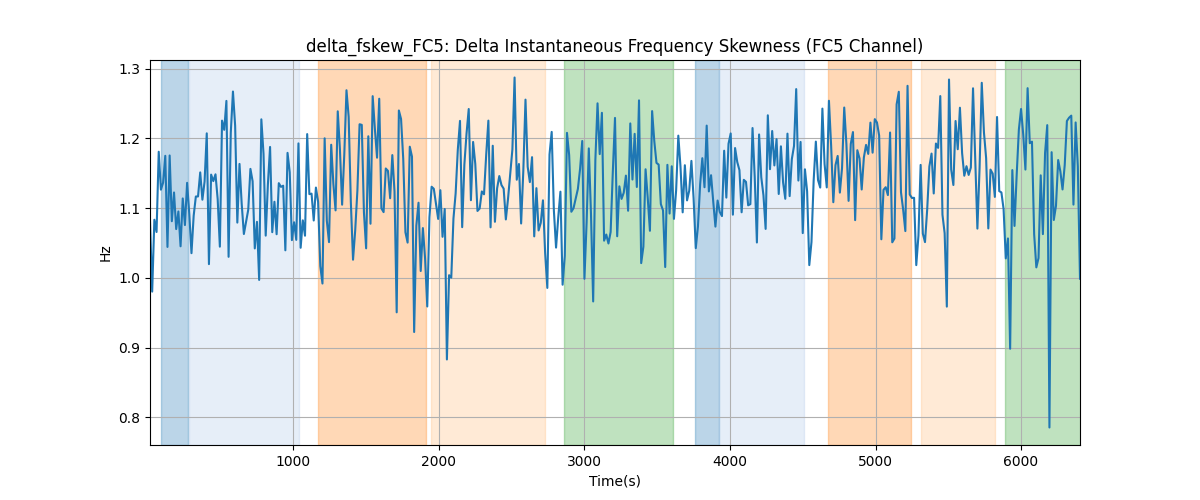 delta_fskew_FC5: Delta Instantaneous Frequency Skewness (FC5 Channel)
1.3
1.2
1.1
1.0
0.9
0.8
Hz
1000 2000 3000 4000 5000 6000
Time(s)